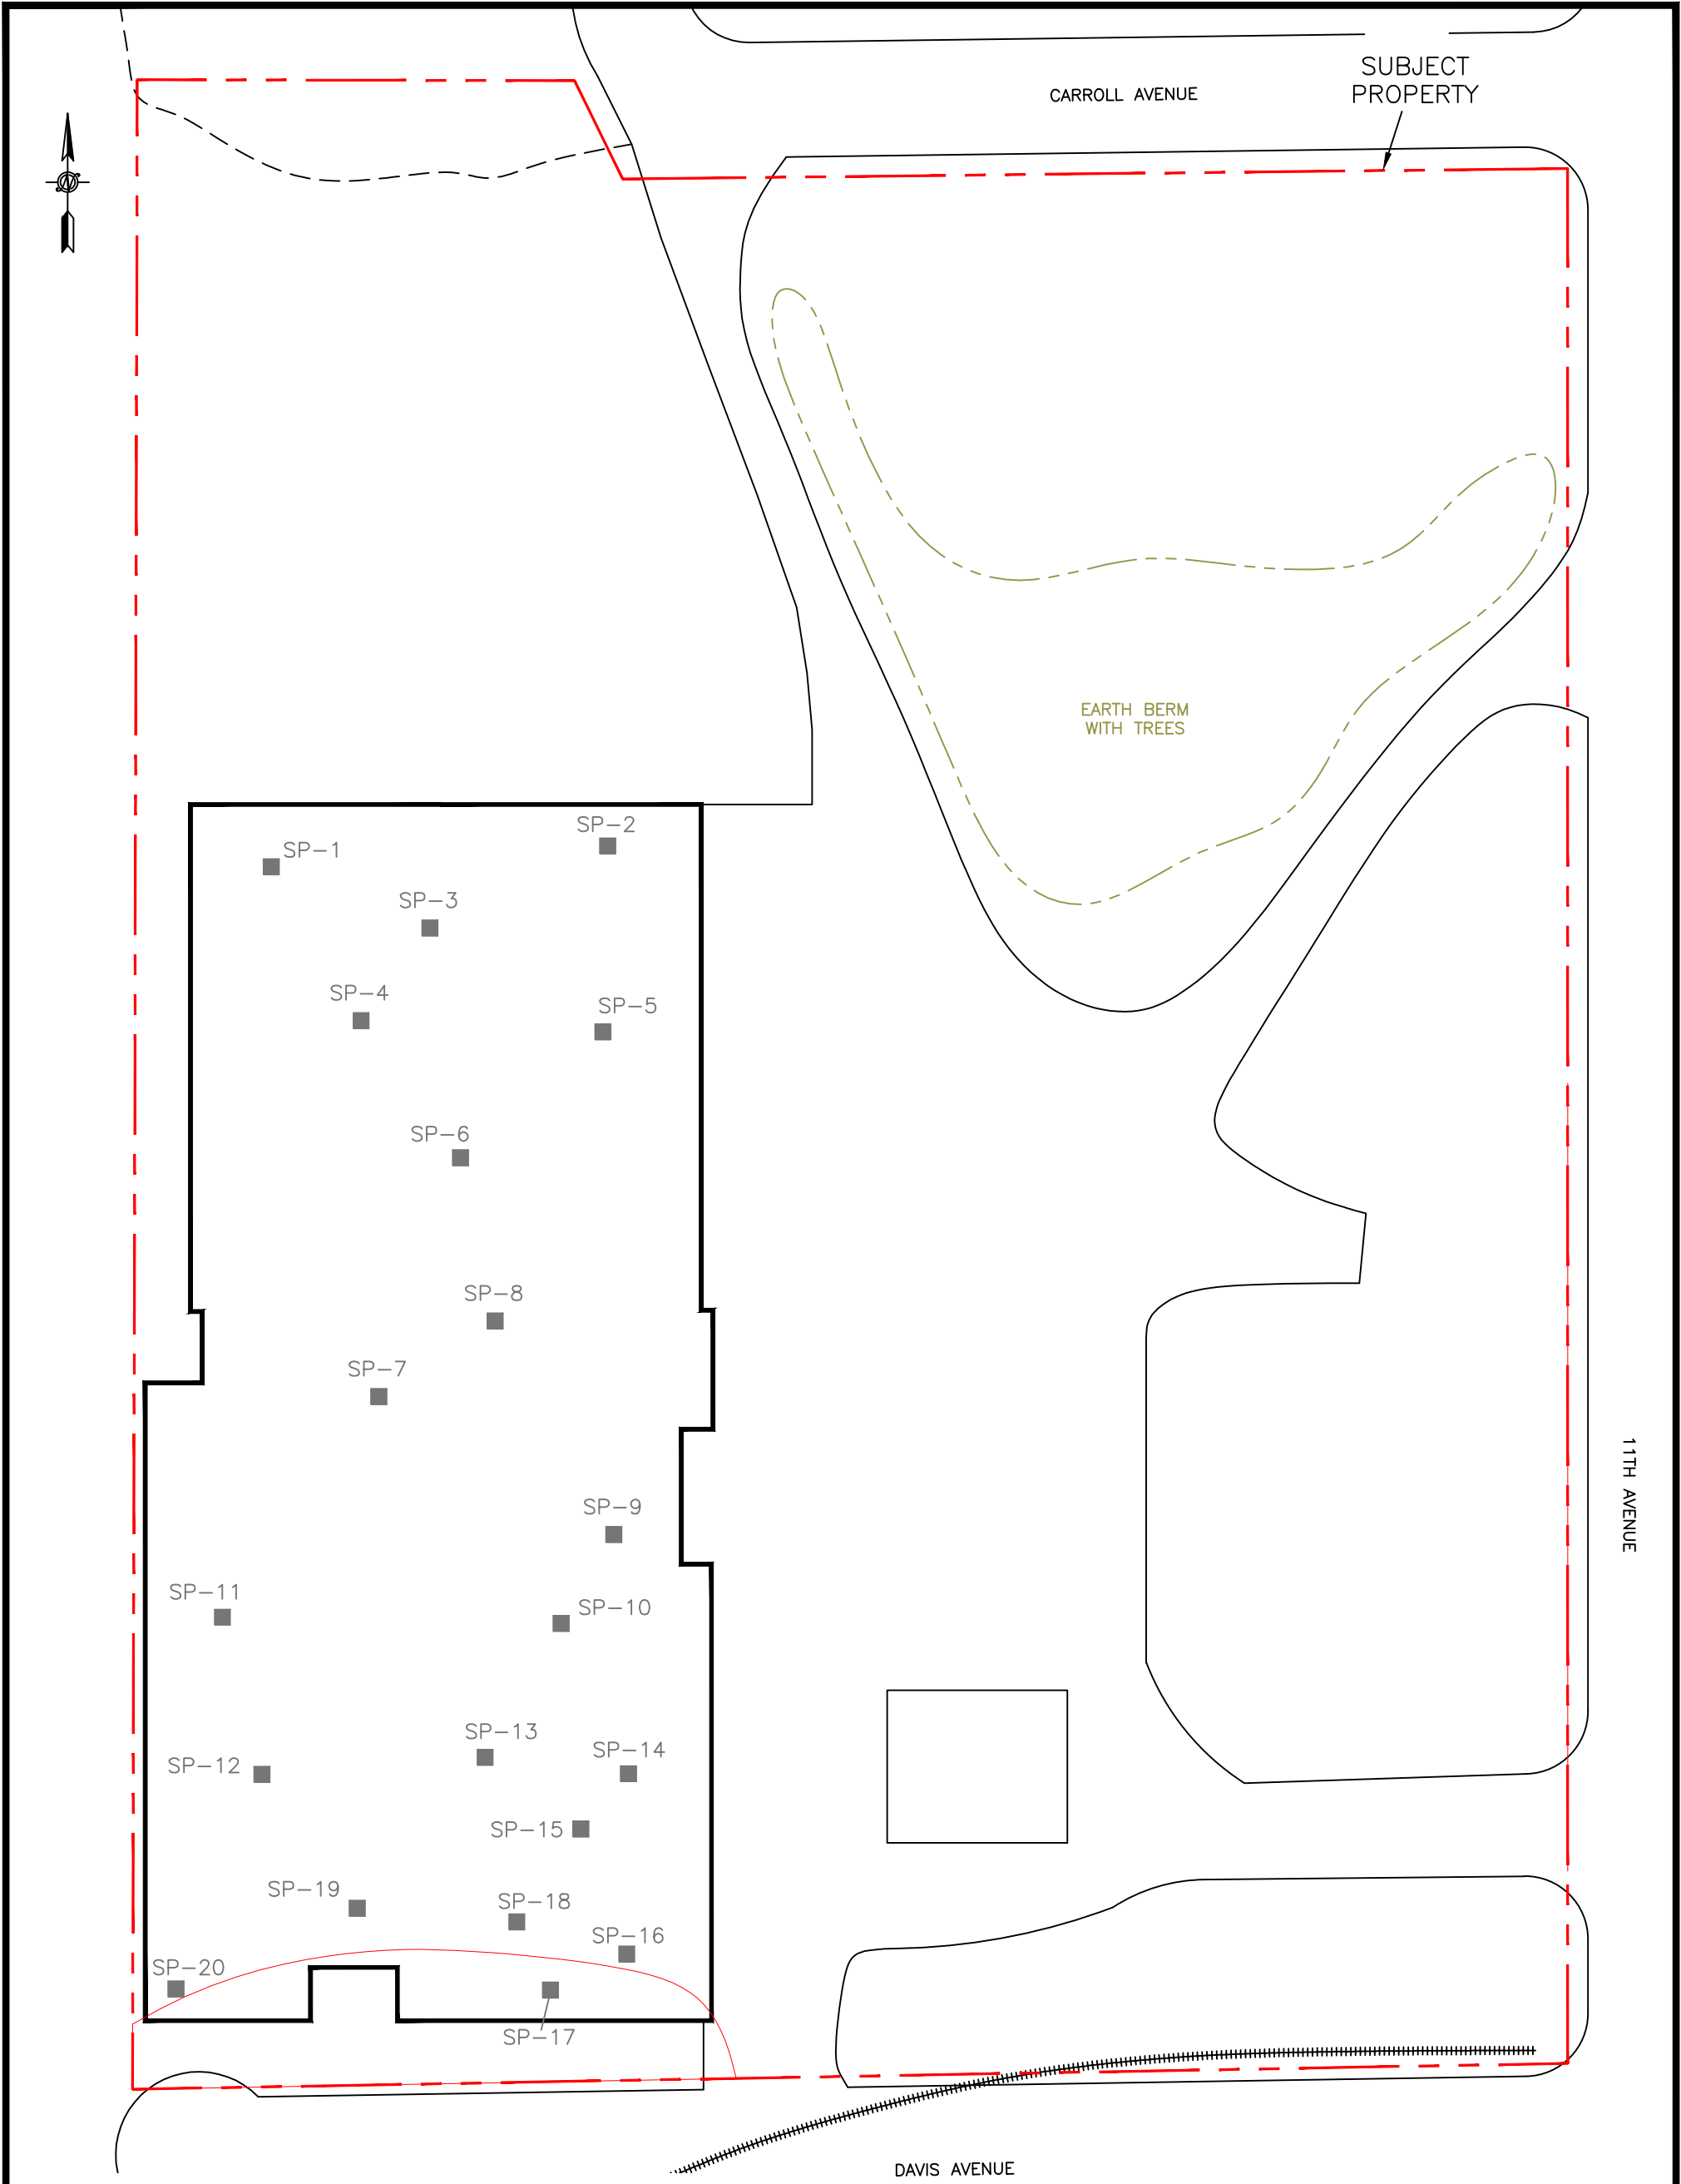 SUBJECT
PROPERTY
CARROLL AVENUE
N
EARTH BERM
WITH TREES
SP-2
SP-1
SP-3
SP-4
SP-5
SP-6
SP-8
SP-7
11TH AVENUE
SP-9
SP-11
SP-10
SP-13
SP-14
SP-12
SP-15
SP-19
SP-18
SP-16
SP-20
SP-17
DAVIS AVENUE